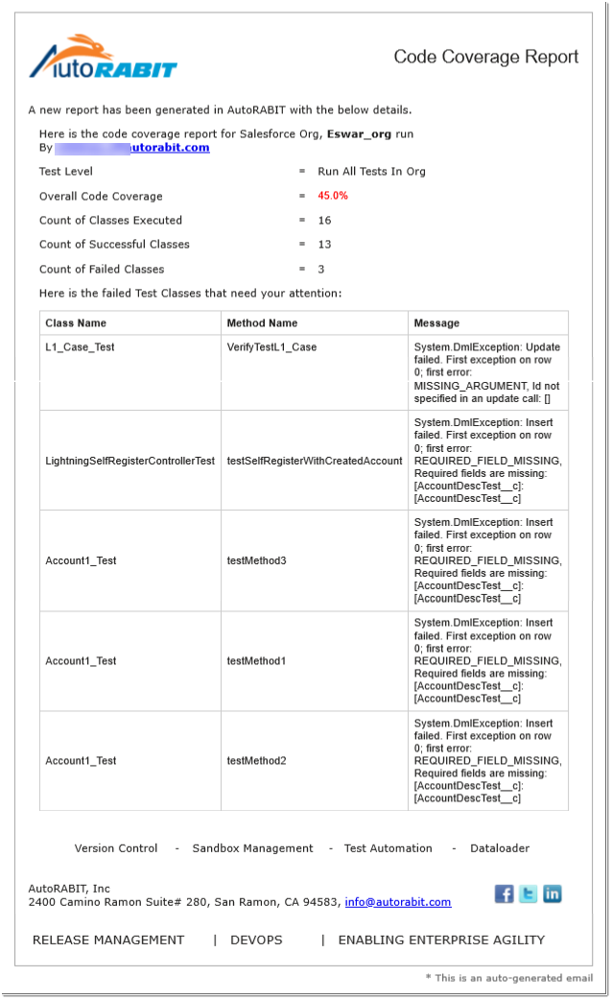 AutoRABIT
Code Coverage Report
A new report has been generated in AutoRABIT with the below details.
Here is the code coverage report for Salesforce Org, Eswar_org run
By utorabit.com
Test Level = Run All Tests In Org
Overall Code Coverage = 45.0%
Count of Classes Executed = 16
Count of Successful Classes = 13
Count of Failed Classes = 3
Here is the failed Test Classes that need your attention:
Class Name Method Name Message
L1_Case_Test VerifyTestL1_Case System.DmlException: Update
failed. First exception on row
0; first error:
MISSING_ARGUMENT, Id not
specified in an update call: []
System.DmlException: Insert
failed. First exception on row
0; first error:
LightningSelfRegisterControllerTest testSelfRegisterWithCreatedAccount REQUIRED_FIELD_MISSING,
Required fields are missing:
[AccountDescTest__c]:
[AccountDescTest__c]
System.DmlException: Insert
failed. First exception on row
0; first error:
Account1_Test testMethod3 REQUIRED_FIELD_MISSING,
Required fields are missing:
[AccountDescTest__c]:
[AccountDescTest__c]
System.DmlException: Insert
failed. First exception on row
0; first error:
Account1_Test testMethod1 REQUIRED_FIELD_MISSING,
Required fields are missing:
[AccountDescTest__c]:
[AccountDescTest__c]
System.DmlException: Insert
failed. First exception on row
0; first error:
Account1_Test testMethod2 REQUIRED_FIELD_MISSING,
Required fields are missing:
[AccountDescTest__c]:
[AccountDescTest__c]
Version Control - Sandbox Management - Test Automation - Dataloader
AutoRABIT, Inc
2400 Camino Ramon Suite# 280, San Ramon, CA 94583, info@autorabit.com
RELEASE MANAGEMENT | DEVOPS | ENABLING ENTERPRISE AGILITY
* This is an auto-generated email